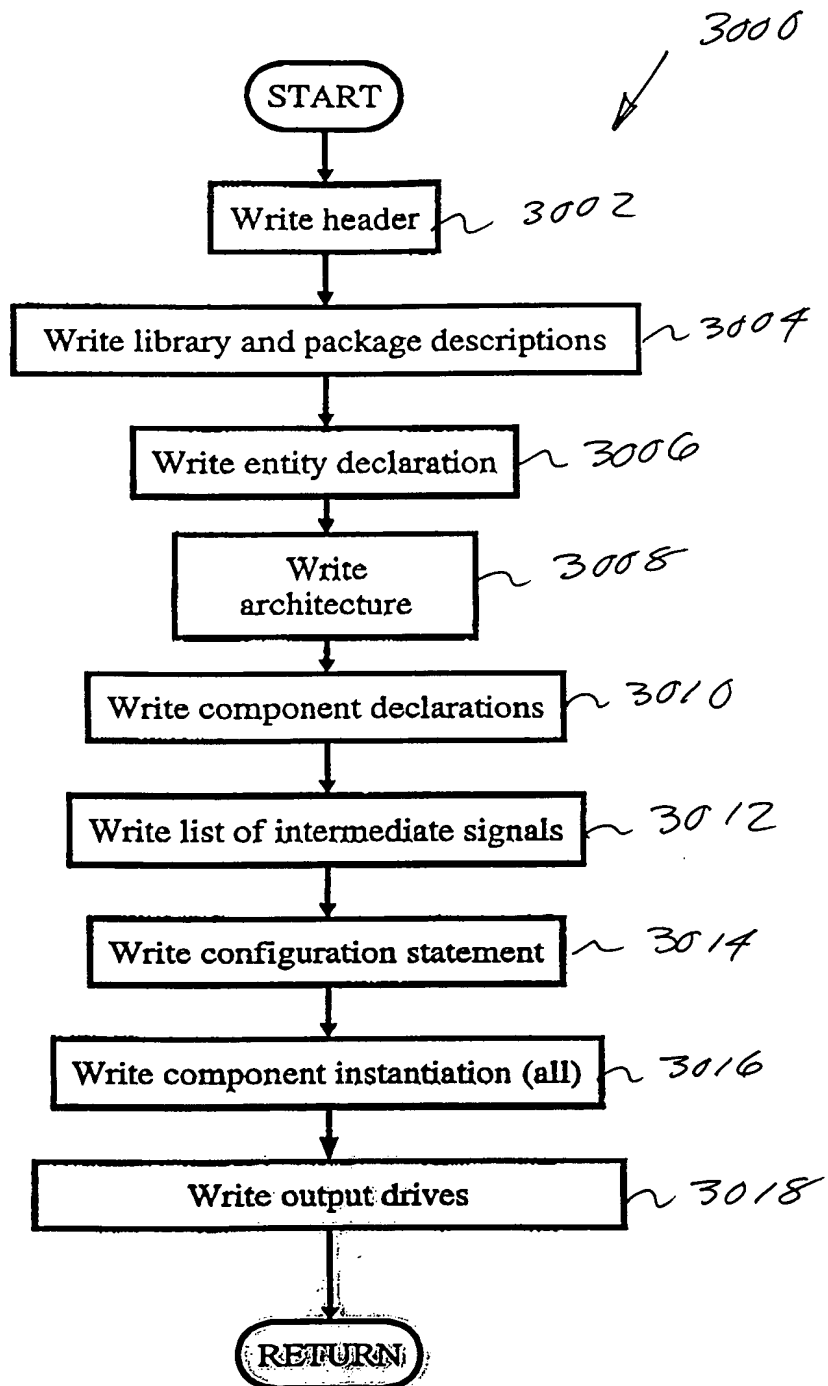 3000
START
Write header 3002
Write library and package descriptions 3004
Write entity declaration 3006
Write 3008
architecture
Write component declarations 3010
Write list of intermediate signals 3012
Write configuration statement 3014
Write component instantiation (all) 3016
Write output drives 3018
RETURN